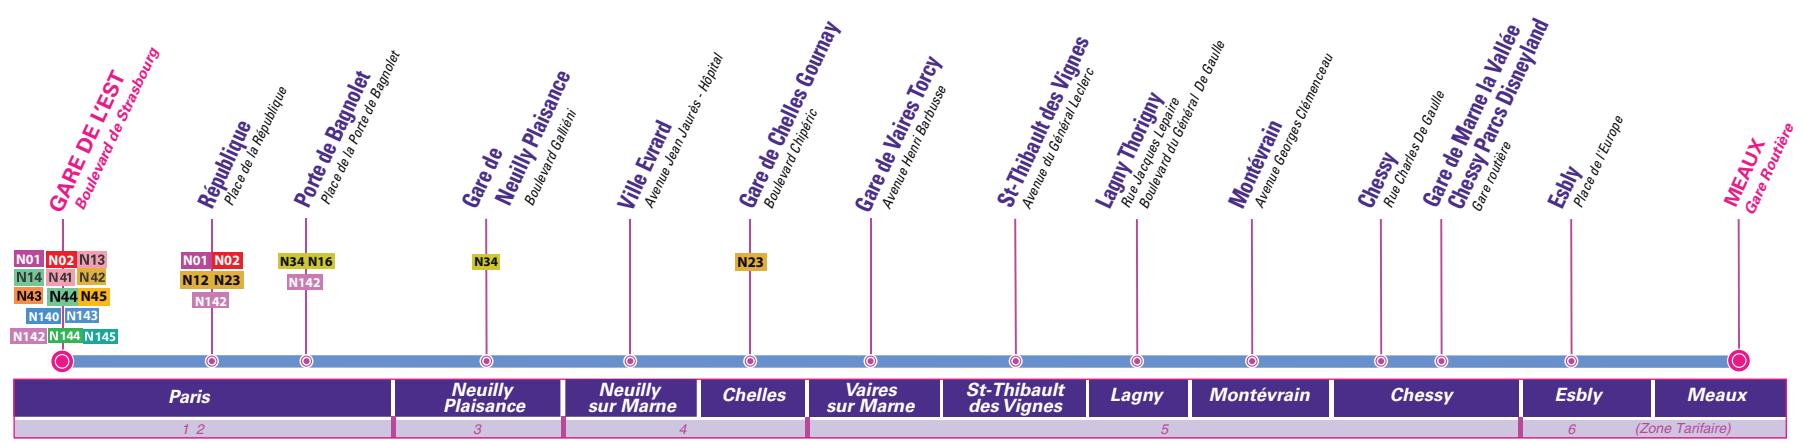 GARE DE L'EST
Boulevard de Strasbourg
République
Place de la République
Porte de Bagnolet
Place de la Porte de Bagnolet
Gare de
Neuilly Plaisance
Boulevard Galliéni
Ville Evrard
Avenue Jean Jaurès - Hôpital
Gare de Chelles Gournay
Boulevard Chipéric
Gare de Vaires Torcy
Avenue Henri Barbusse
St-Thibault des Vignes
Avenue du Général Leclerc
Lagny Thorigny
Rue Jacques Lepaire
Boulevard du Général De Gaulle
Montévrain
Avenue Georges Clémenceau
Chessy
Rue Charles De Gaulle
Gare de Marne la Vallée
Chessy Parcs Disneyland
Gare routière
Esbly
Place de l'Europe
MEAUX
Gare Routière
N01 N02 N13
N14 N41 N42
N43 N44 N45
N140 N143
N142 N144 N145
N01 N02
N12 N23
N142
N34 N16
N142
N34
N23
Paris
Neuilly
Plaisance
Neuilly
sur Marne
Chelles
Vaires
sur Marne
St-Thibault
des Vignes
Lagny
Montévrain
Chessy
Esbly
Meaux
1 2
3
4
5
6
(Zone Tarifaire)